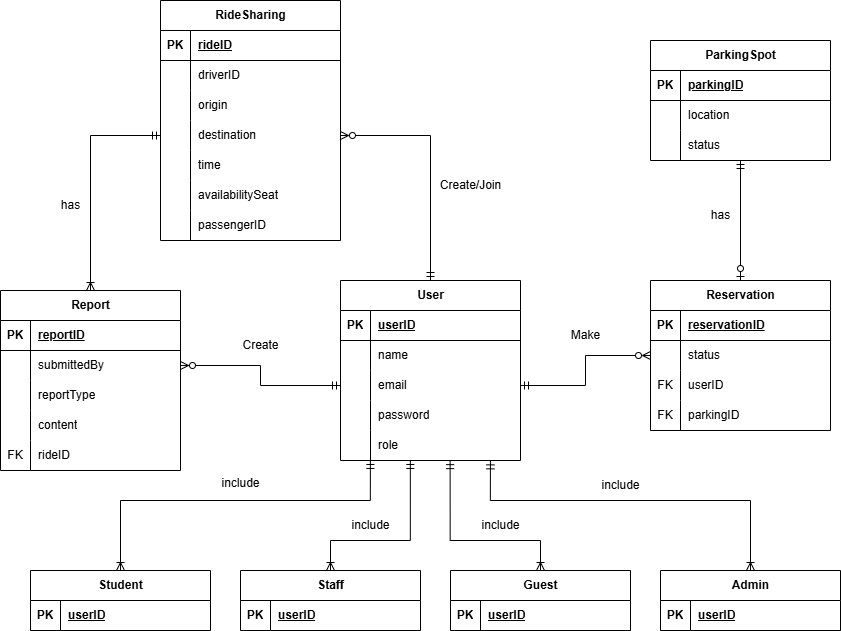 RideSharing
PK rideID
driverID
origin
destination
time
availabilitySeat
passengerID
ParkingSpot
PK parkingID
location
status
has
Create/Join
has
Report
PK reportID
submittedBy
reportType
content
FK rideID
Create
User
PK userID
name
email
password
role
Make
Reservation
PK reservationID
status
FK userID
FK parkingID
include
include
include
include
Student
PK userID
Staff
PK userID
Guest
PK userID
Admin
PK userID